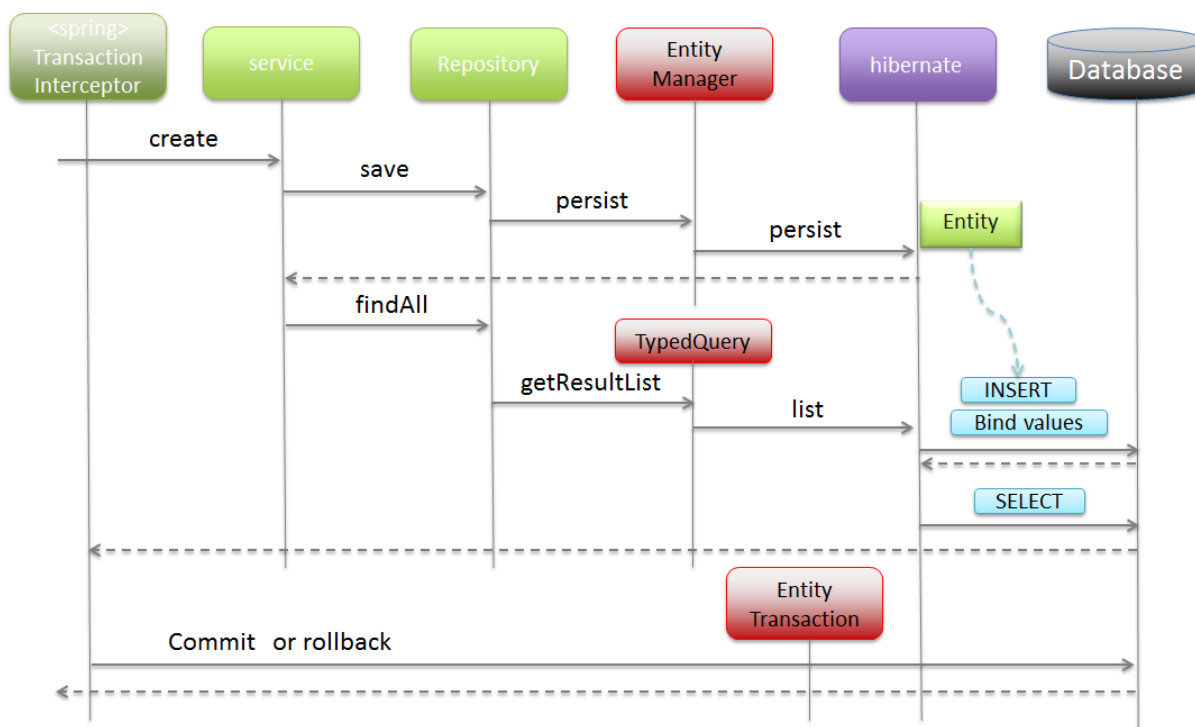 <spring>
Transaction
Interceptor
service
Repository
Entity
Manager
hibernate
Database
create
save
persist
persist
Entity
findAll
TypedQuery
getResultList
list
INSERT
Bind values
SELECT
Entity
Transaction
Commit or rollback